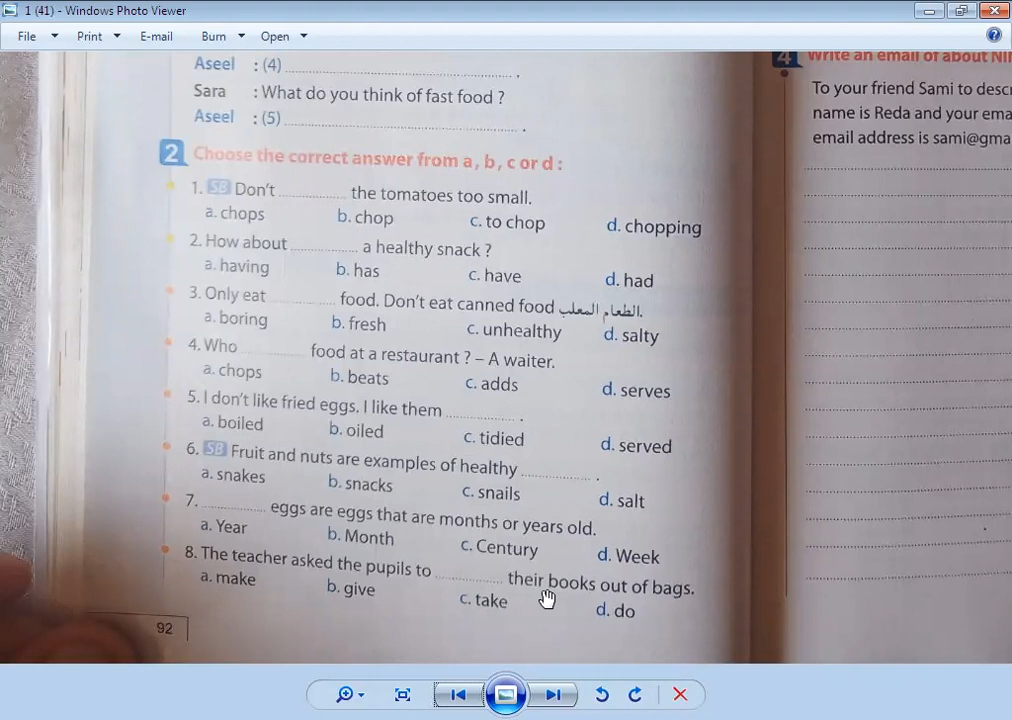 1 (41) - Windows Photo Viewer
File Print E-mail Burn Open
Aseel : (4) .
Sara : What do you think of fast food ?
Aseel : (5) .
2 Choose the correct answer from a, b, c or d :
1. SB Don't ............ the tomatoes too small.
a. chops b. chop c. to chop d. chopping
2. How about ............ a healthy snack ?
a. having b. has c. have d. had
3. Only eat ............ food. Don't eat canned food الطعام المعلب.
a. boring b. fresh c. unhealthy d. salty
4. Who ............ food at a restaurant ? – A waiter.
a. chops b. beats c. adds d. serves
5. I don't like fried eggs. I like them ............ .
a. boiled b. oiled c. tidied d. served
6. SB Fruit and nuts are examples of healthy ............ .
a. snakes b. snacks c. snails d. salt
7. ............ eggs are eggs that are months or years old.
a. Year b. Month c. Century d. Week
8. The teacher asked the pupils to ............ their books out of bags.
a. make b. give c. take d. do
92
4 Write an email of about
To your friend Sami to
name is Reda and your
email address is